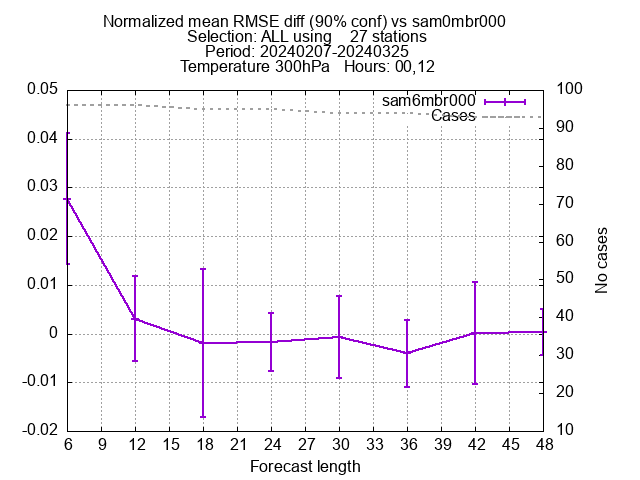 Normalized mean RMSE diff (90% conf) vs sam0mbr000
Selection: ALL using 27 stations
Period: 20240207-20240325
Temperature 300hPa Hours: 00,12
sam6mbr000
Cases
0.05
0.04
0.03
0.02
0.01
0
-0.01
-0.02
100
90
80
70
60
50
40
30
20
10
No cases
6 9 12 15 18 21 24 27 30 33 36 39 42 45 48
Forecast length